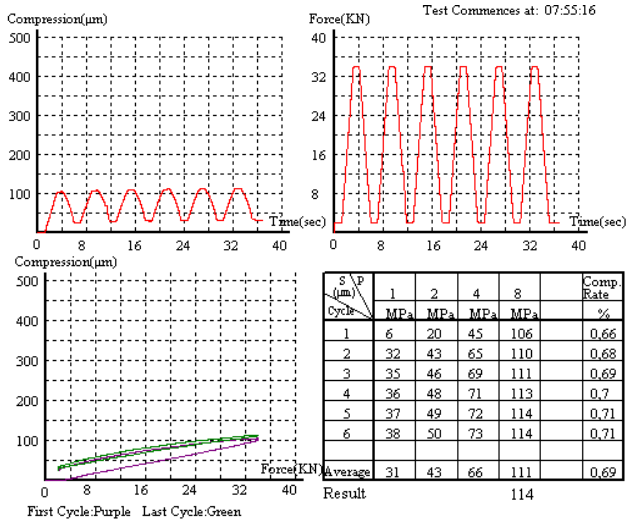 Test Commences at: 07:55:16
Compression(μm)
500
400
300
200
100
0 8 16 24 32 40
Time(sec)
Force(KN)
40
32
24
16
8
0 8 16 24 32 40
Time(sec)
Compression(μm)
500
400
300
200
100
0 8 16 24 32 40
Force(KN)
First Cycle:Purple Last Cycle:Green
S \ P (μm) 1 2 4 8 Comp. Rate
Cycle MPa MPa MPa MPa %
1 6 20 45 106 0,66
2 32 43 65 110 0,68
3 35 46 69 111 0,69
4 36 48 71 113 0,7
5 37 49 72 114 0,71
6 38 50 73 114 0,71
Average 31 43 66 111 0,69
Result 114